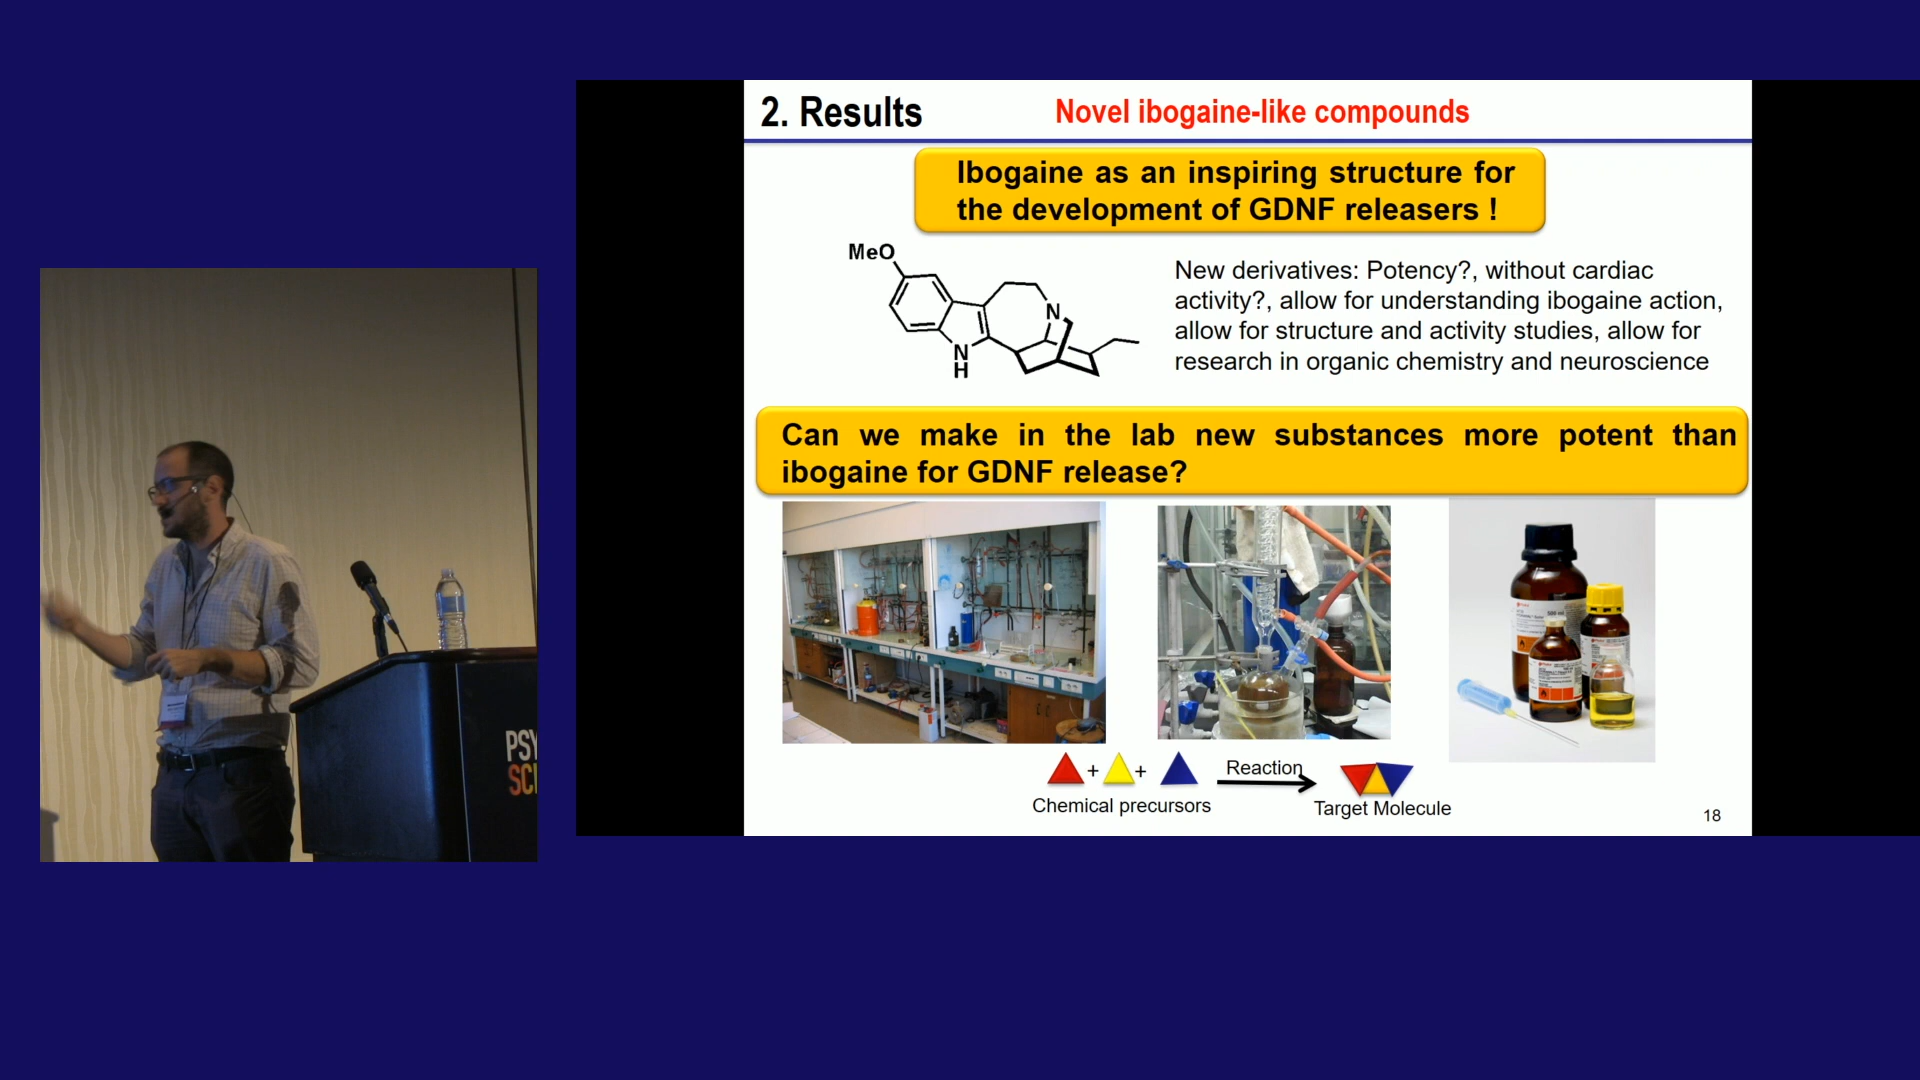 2. Results
Novel ibogaine-like compounds
Ibogaine as an inspiring structure for
the development of GDNF releasers !
MeO
N
N
H
New derivatives: Potency?, without cardiac
activity?, allow for understanding ibogaine action,
allow for structure and activity studies, allow for
research in organic chemistry and neuroscience
Can we make in the lab new substances more potent than
ibogaine for GDNF release?
+ +
Reaction
Chemical precursors
Target Molecule
18
PSY
SCI